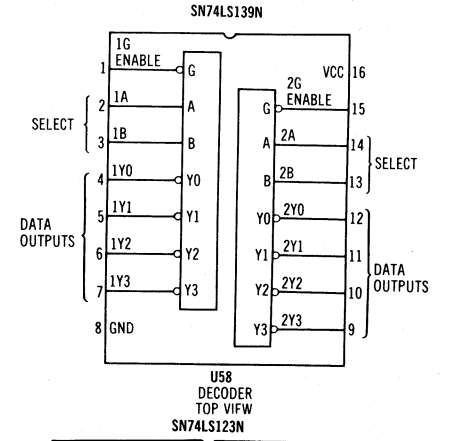 SN74LS139N
1G
ENABLE
1 G
VCC 16
2G
ENABLE
G 15
2 1A A
SELECT
3 1B B
A 2A 14
SELECT
B 2B 13
4 1Y0 Y0
5 1Y1 Y1
DATA
OUTPUTS
6 1Y2 Y2
7 1Y3 Y3
8 GND
Y0 2Y0 12
Y1 2Y1 11
DATA
OUTPUTS
Y2 2Y2 10
Y3 2Y3 9
U58
DECODER
TOP VIEW
SN74LS123N